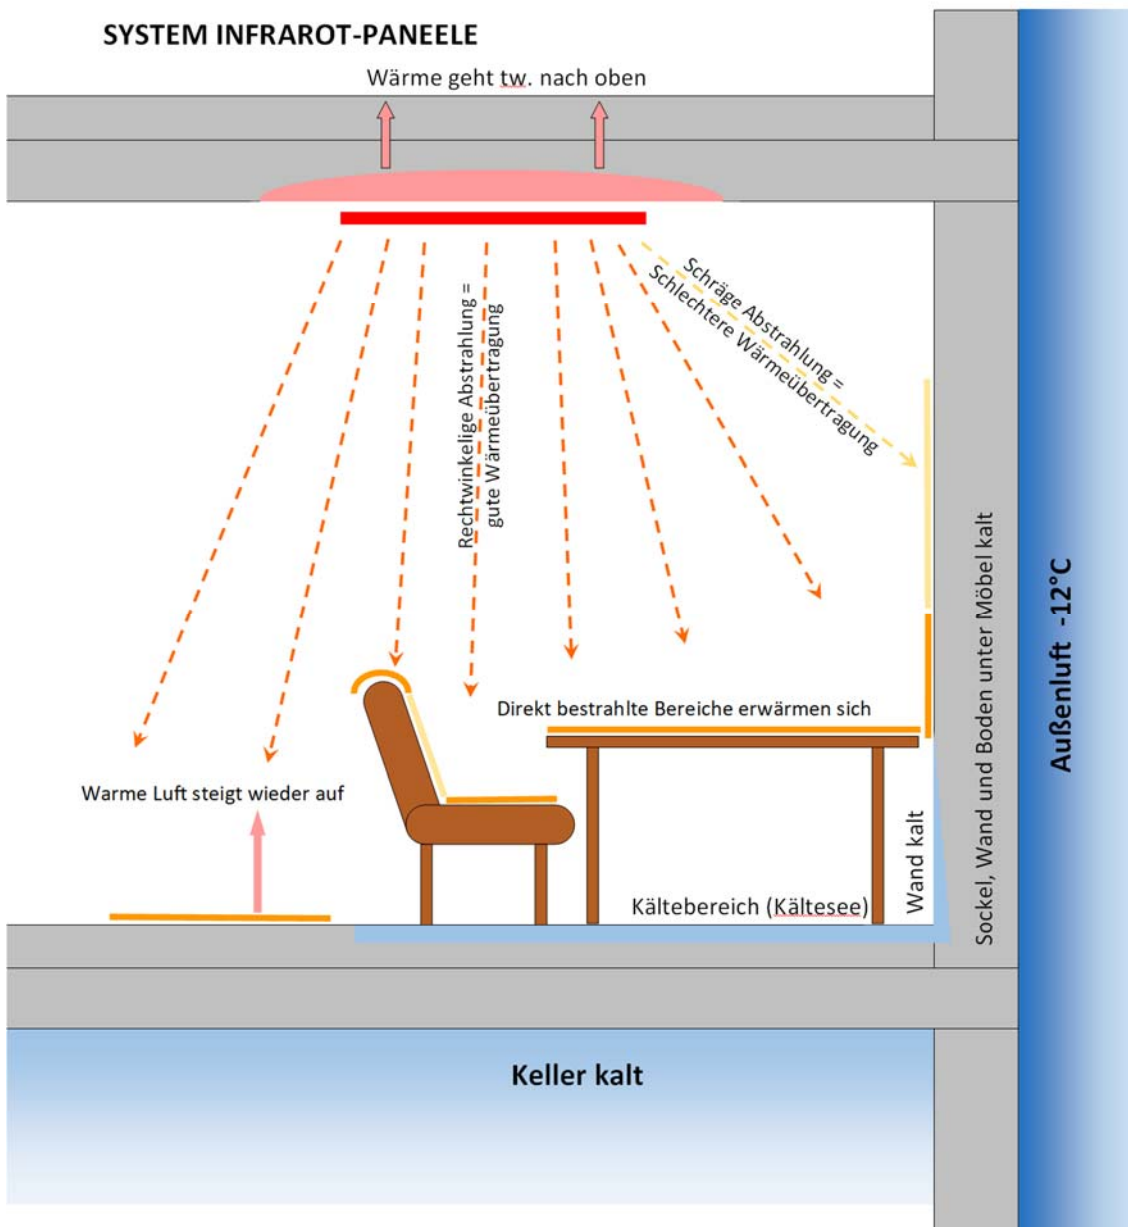 SYSTEM INFRAROT-PANEELE
Wärme geht tw. nach oben
Schräge Abstrahlung =
Schlechtere Wärmeübertragung
Rechtwinkelige Abstrahlung =
gute Wärmeübertragung
Direkt bestrahlte Bereiche erwärmen sich
Warme Luft steigt wieder auf
Kältebereich (Kältesee)
Wand kalt
Sockel, Wand und Boden unter Möbel kalt
Außenluft -12°C
Keller kalt